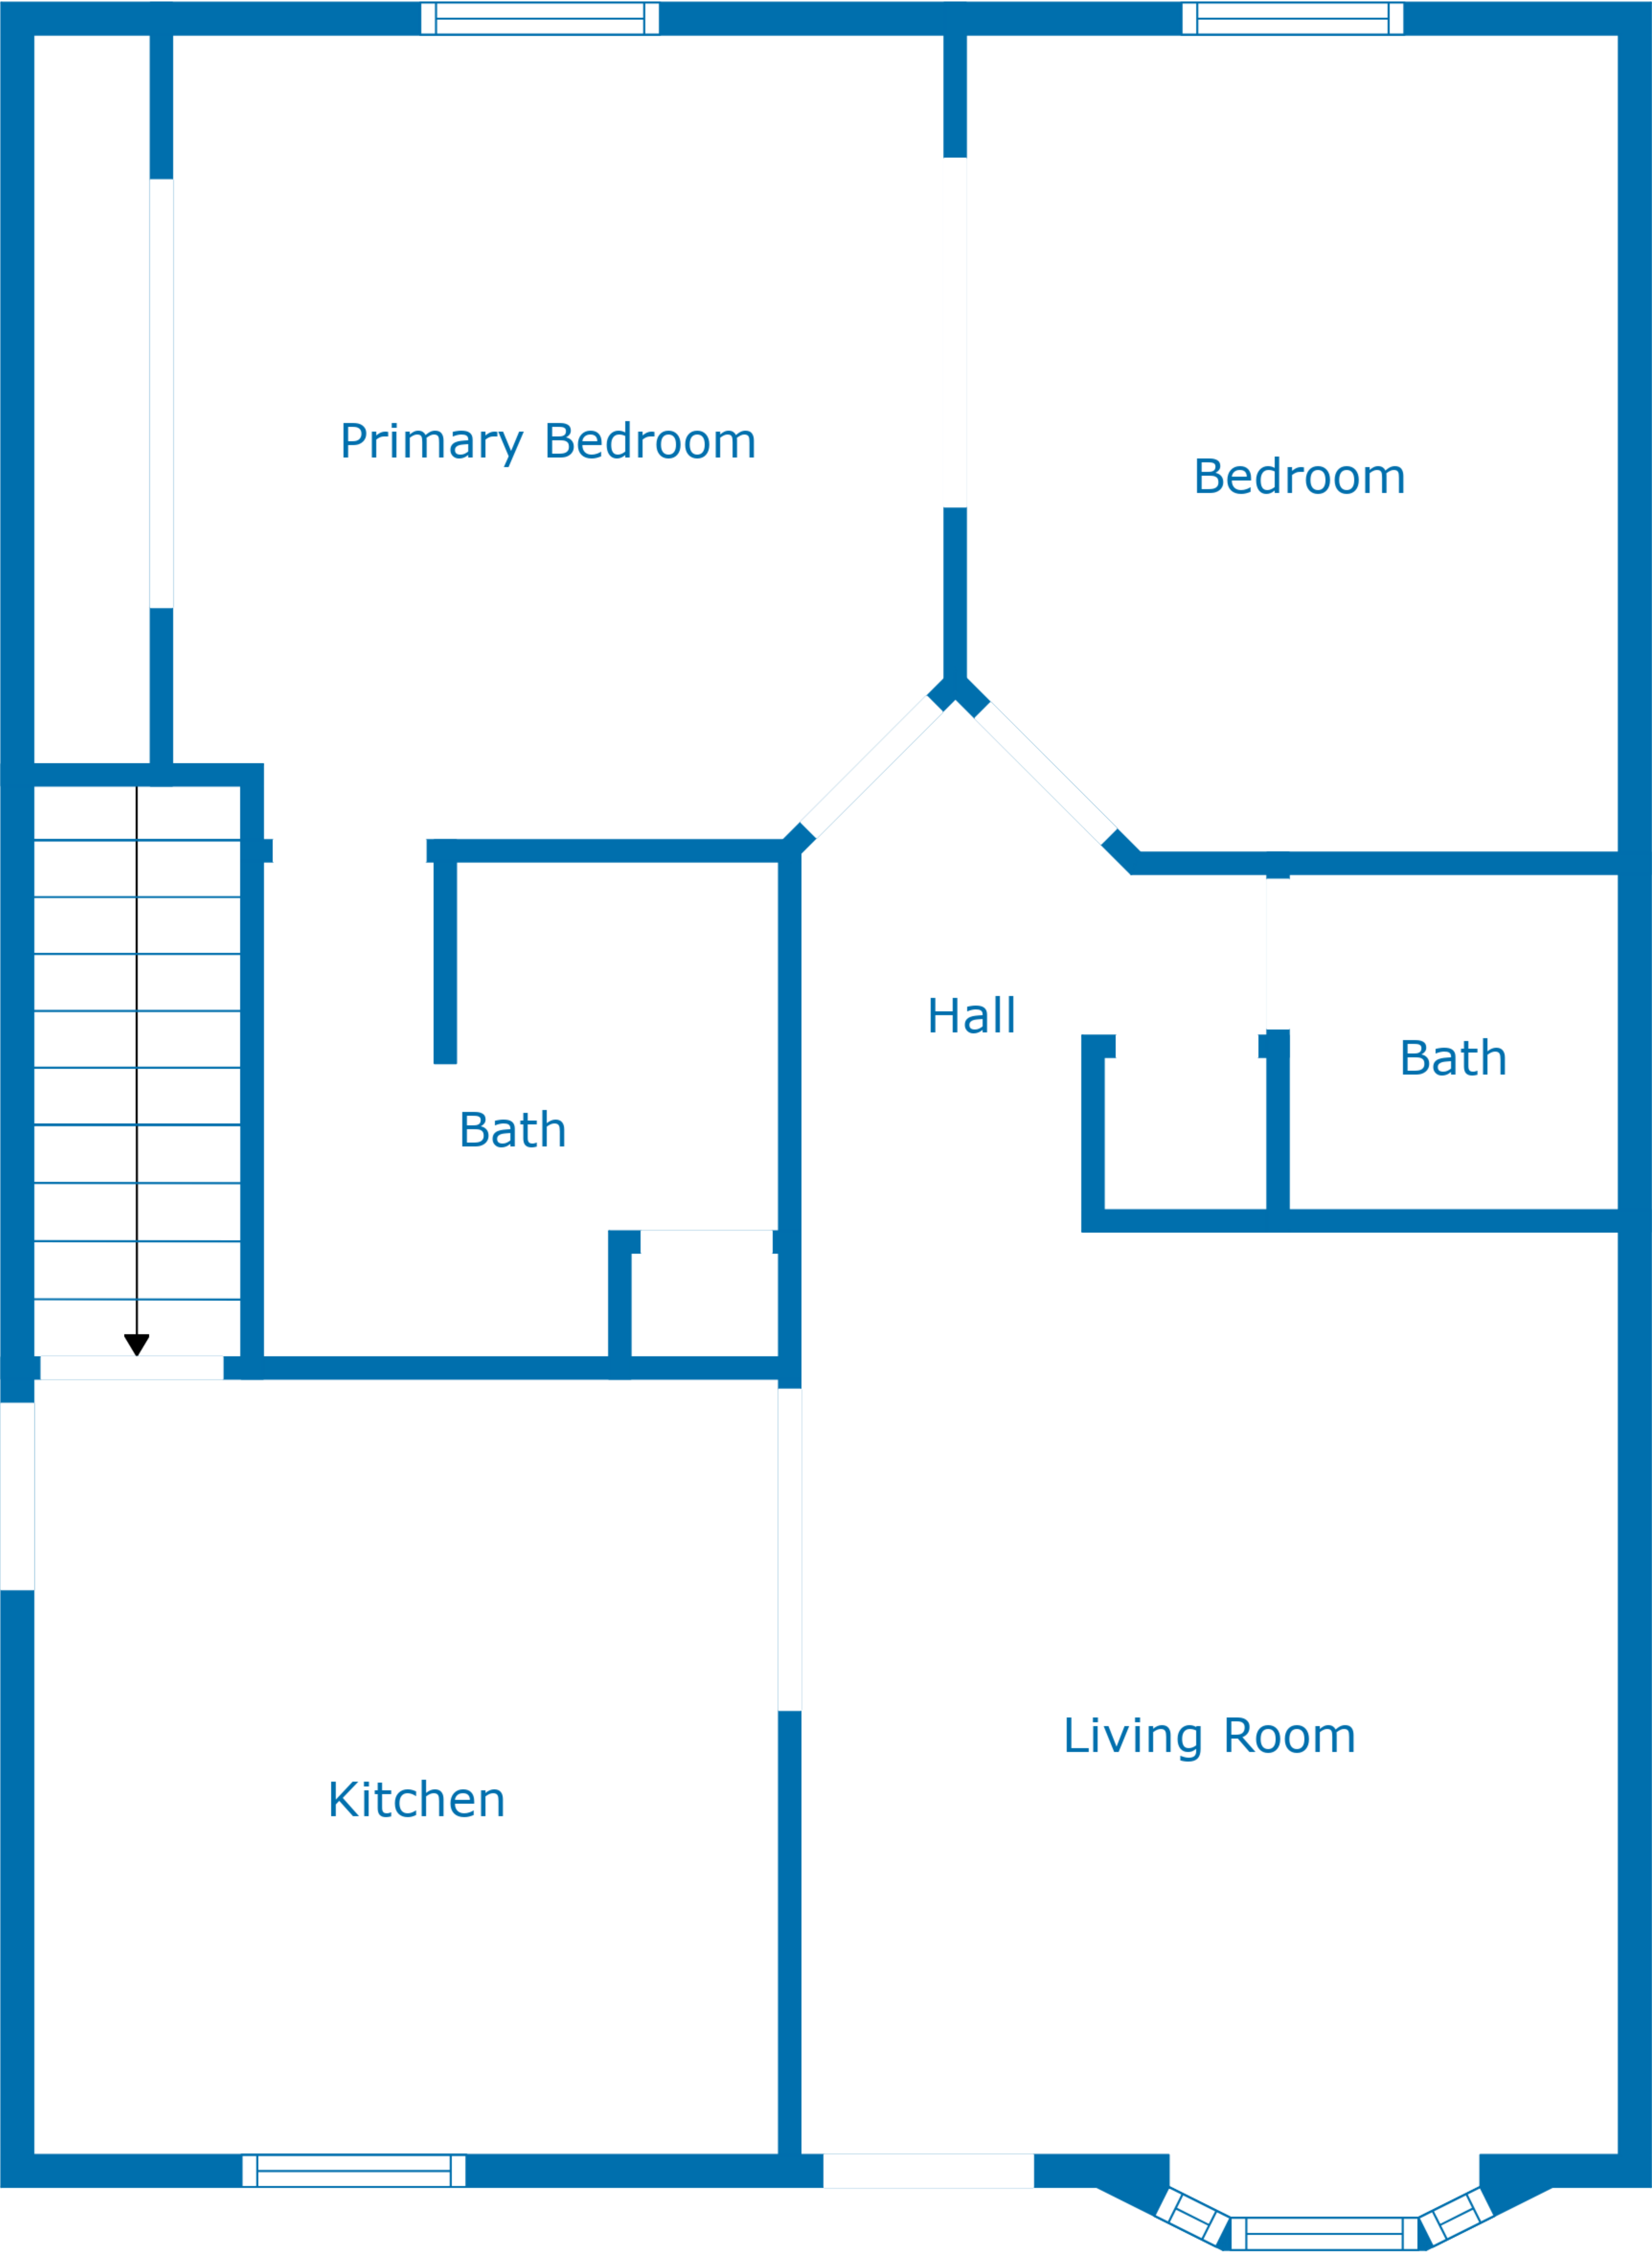 Primary Bedroom
Bedroom
Hall
Bath
Bath
Living Room
Kitchen